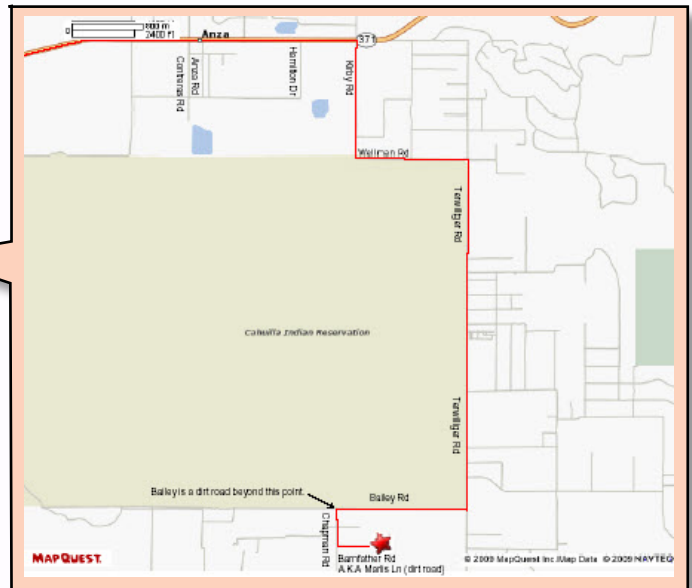 0
800 m
2400 ft
Anza
371
Contreras Rd
Anza Rd
Hamilton Dr
Kirby Rd
Wellman Rd
Terwilliger Rd
Cahuilla Indian Reservation
Terwilliger Rd
Bailey is a dirt road beyond this point.
Bailey Rd
Chapman Rd
Barnfather Rd
A.K.A Marlis Ln (dirt road)
MAPQUEST.
© 2009 MapQuest Inc. Map Data © 2009 NAVTEQ